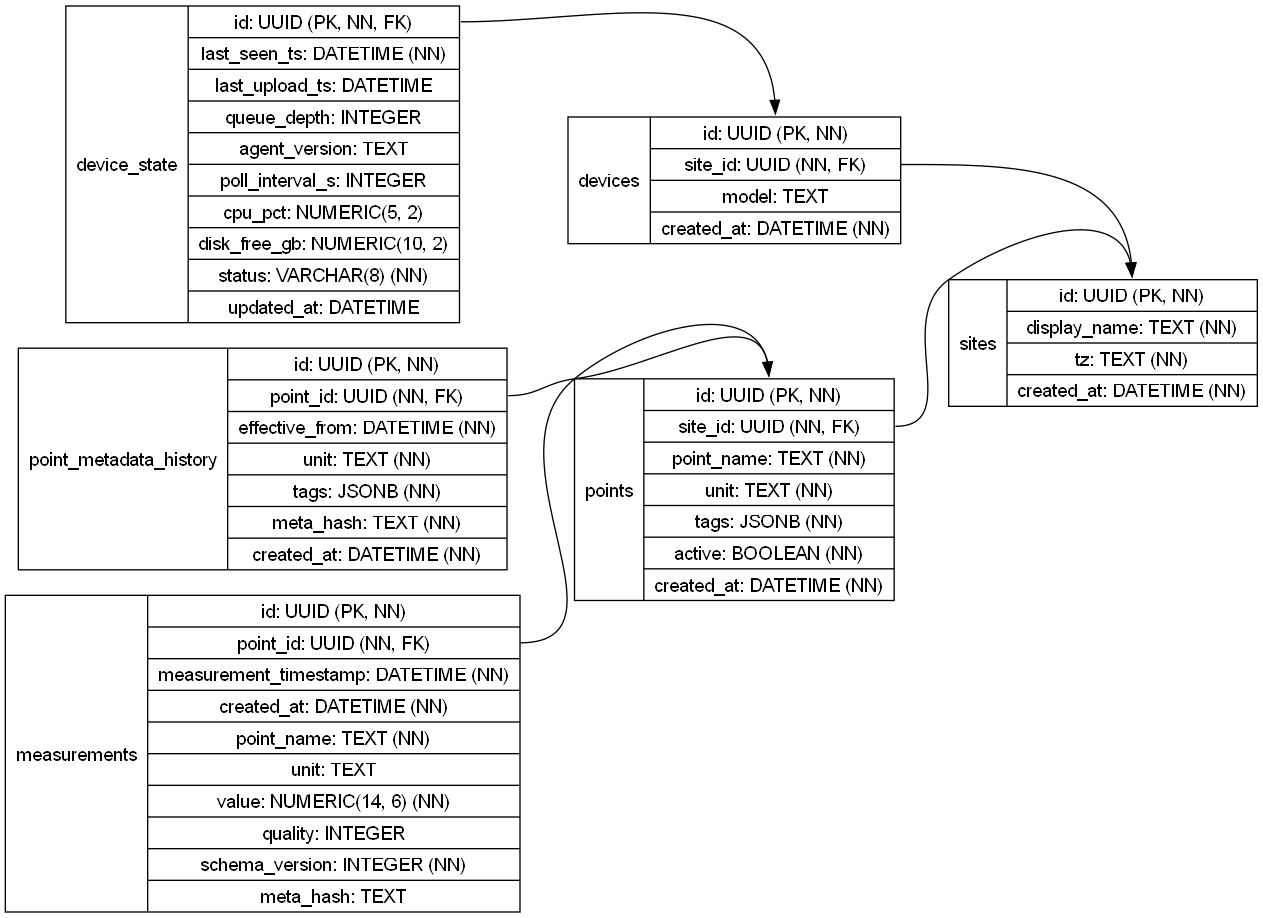 device_state
id: UUID (PK, NN, FK)
last_seen_ts: DATETIME (NN)
last_upload_ts: DATETIME
queue_depth: INTEGER
agent_version: TEXT
poll_interval_s: INTEGER
cpu_pct: NUMERIC(5, 2)
disk_free_gb: NUMERIC(10, 2)
status: VARCHAR(8) (NN)
updated_at: DATETIME
devices
id: UUID (PK, NN)
site_id: UUID (NN, FK)
model: TEXT
created_at: DATETIME (NN)
sites
id: UUID (PK, NN)
display_name: TEXT (NN)
tz: TEXT (NN)
created_at: DATETIME (NN)
point_metadata_history
id: UUID (PK, NN)
point_id: UUID (NN, FK)
effective_from: DATETIME (NN)
unit: TEXT (NN)
tags: JSONB (NN)
meta_hash: TEXT (NN)
created_at: DATETIME (NN)
points
id: UUID (PK, NN)
site_id: UUID (NN, FK)
point_name: TEXT (NN)
unit: TEXT (NN)
tags: JSONB (NN)
active: BOOLEAN (NN)
created_at: DATETIME (NN)
measurements
id: UUID (PK, NN)
point_id: UUID (NN, FK)
measurement_timestamp: DATETIME (NN)
created_at: DATETIME (NN)
point_name: TEXT (NN)
unit: TEXT
value: NUMERIC(14, 6) (NN)
quality: INTEGER
schema_version: INTEGER (NN)
meta_hash: TEXT